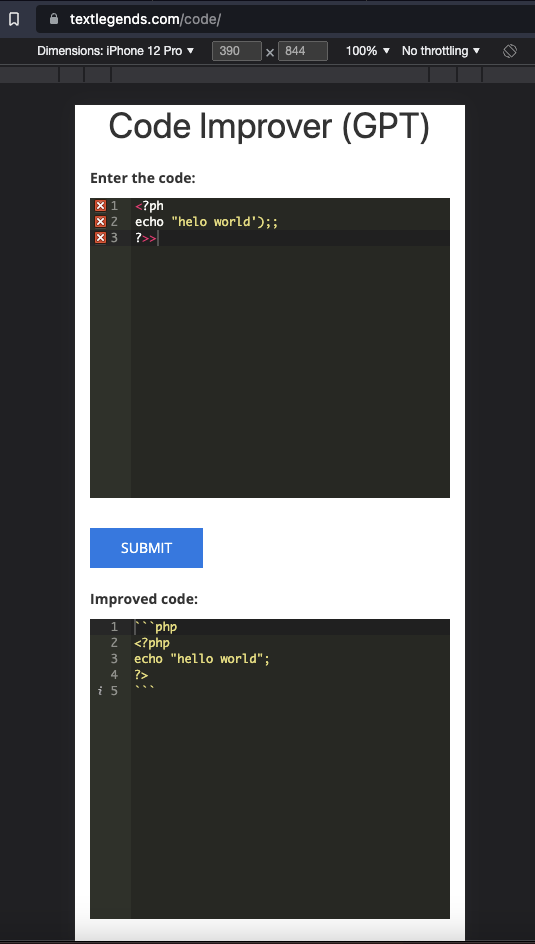 textlegends.com/code/
Dimensions: iPhone 12 Pro ▼ 390 x 844 100% ▼ No throttling ▼
Code Improver (GPT)
Enter the code:
1 <?ph
2 echo "helo world');;
3 ?>>
SUBMIT
Improved code:
1 ```php
2 <?php
3 echo "hello world";
4 ?>
i 5 ```